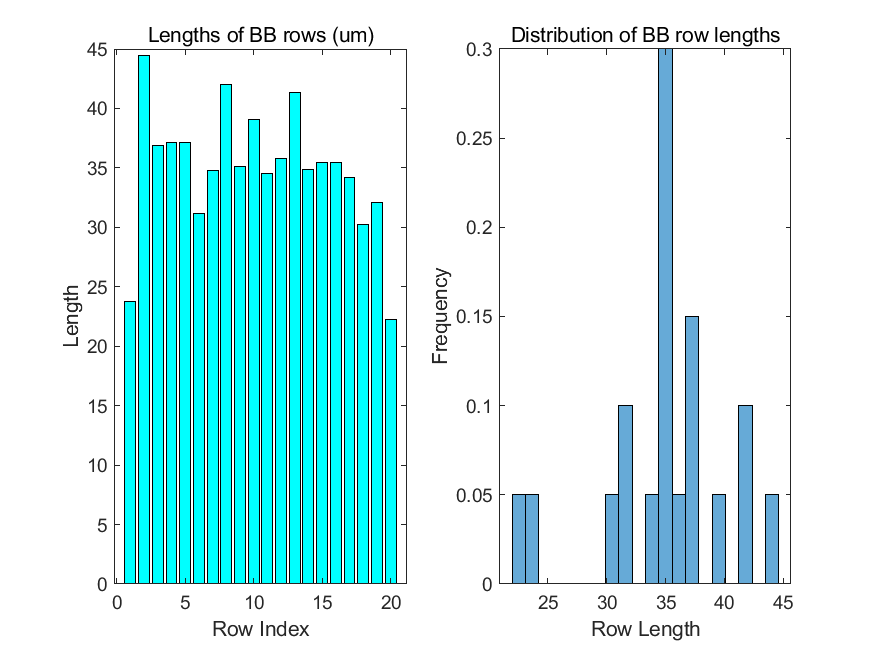 Lengths of BB rows (um)
Length
45
40
35
30
25
20
15
10
5
0
0 5 10 15 20
Row Index
Distribution of BB row lengths
Frequency
0.3
0.25
0.2
0.15
0.1
0.05
0
25 30 35 40 45
Row Length